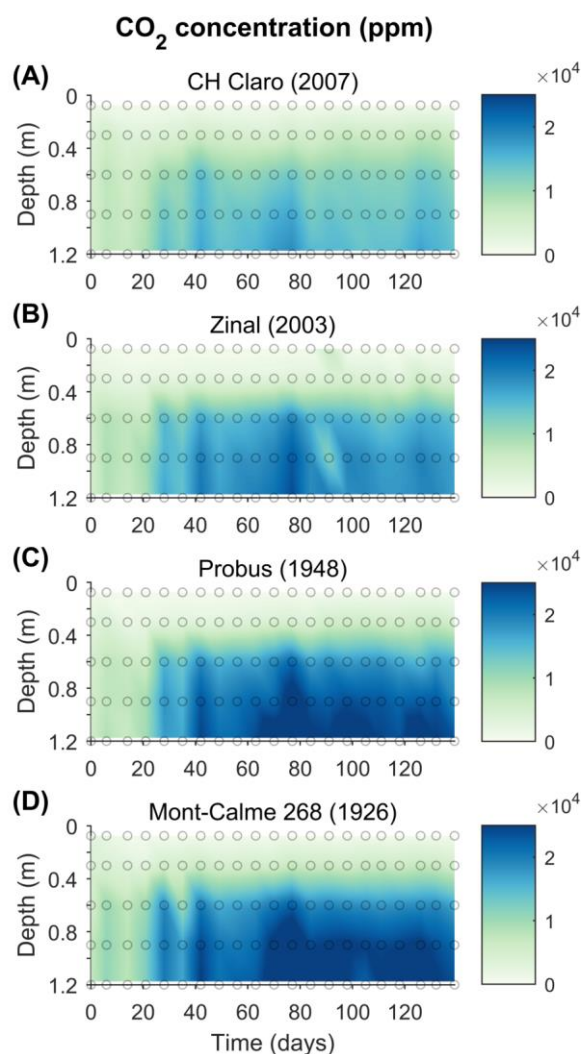 CO2 concentration (ppm)
(A)
CH Claro (2007)
×10^4
0
0.4
0.8
1.2
Depth (m)
0 20 40 60 80 100 120
2
1
0
(B)
Zinal (2003)
×10^4
0
0.4
0.8
1.2
Depth (m)
0 20 40 60 80 100 120
2
1
0
(C)
Probus (1948)
×10^4
0
0.4
0.8
1.2
Depth (m)
0 20 40 60 80 100 120
2
1
0
(D)
Mont-Calme 268 (1926)
×10^4
0
0.4
0.8
1.2
Depth (m)
0 20 40 60 80 100 120
Time (days)
2
1
0